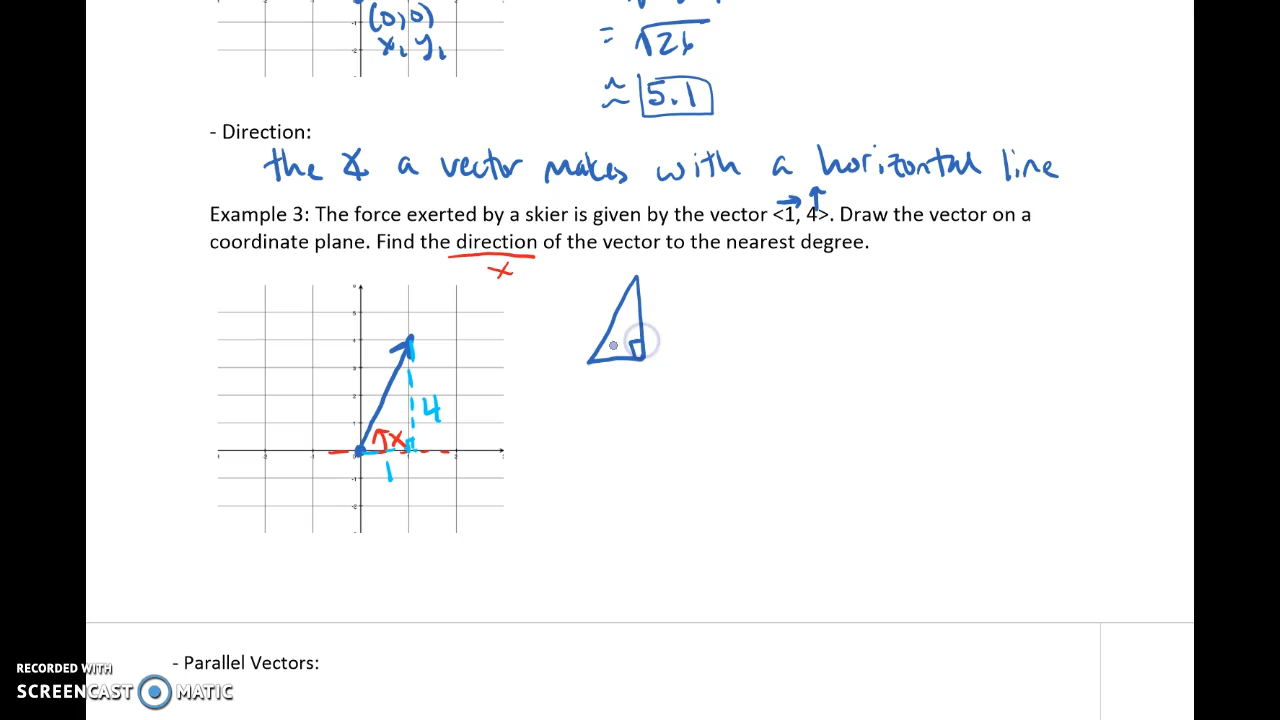 (0,0)
x₁ y₁
= √26
≈ 5.1
- Direction:
the ∡ a vector makes with a horizontal line
Example 3: The force exerted by a skier is given by the vector <1, 4>. Draw the vector on a
coordinate plane. Find the direction of the vector to the nearest degree.
x
4
x
1
- Parallel Vectors:
RECORDED WITH
SCREENCAST MATIC